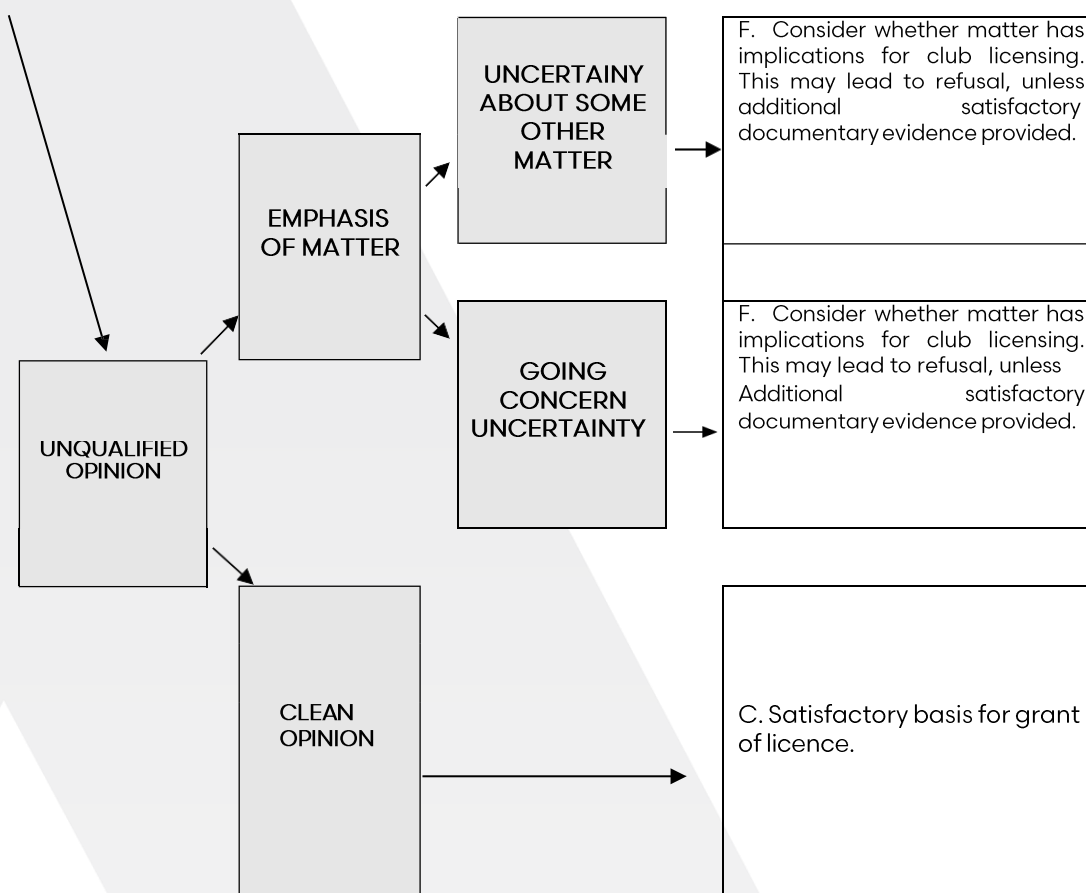 UNCERTAINY
ABOUT SOME
OTHER
MATTER
F. Consider whether matter has
implications for club licensing.
This may lead to refusal, unless
additional satisfactory
documentary evidence provided.
EMPHASIS
OF MATTER
GOING
CONCERN
UNCERTAINTY
F. Consider whether matter has
implications for club licensing.
This may lead to refusal, unless
Additional satisfactory
documentary evidence provided.
UNQUALIFIED
OPINION
CLEAN
OPINION
C. Satisfactory basis for grant
of licence.